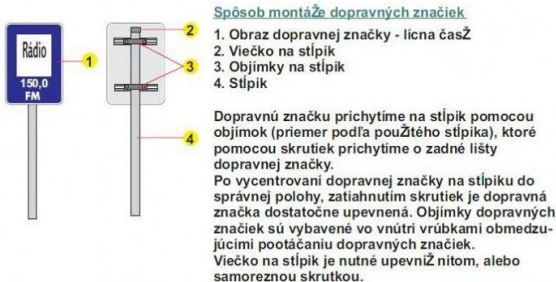 Spôsob montáŽe dopravných značiek
Rádio
150,0
FM
1
2
3
4
1. Obraz dopravnej značky - lícna časŽ
2. Viečko na stĺpik
3. Objímky na stĺpik
4. Stĺpik
Dopravnú značku prichytíme na stĺpik pomocou
objímok (priemer podľa pouŽitého stĺpika), ktoré
pomocou skrutiek prichytíme o zadné lišty
dopravnej značky.
Po vycentrovaní dopravnej značky na stĺpiku do
správnej polohy, zatiahnutím skrutiek je dopravná
značka dostatočne upevnená. Objímky dopravných
značiek sú vybavené vo vnútri vrúbkami obmedzu-
júcimi pootáčaniu dopravných značiek.
Viečko na stĺpik je nutné upevniŽ nitom, alebo
samoreznou skrutkou.